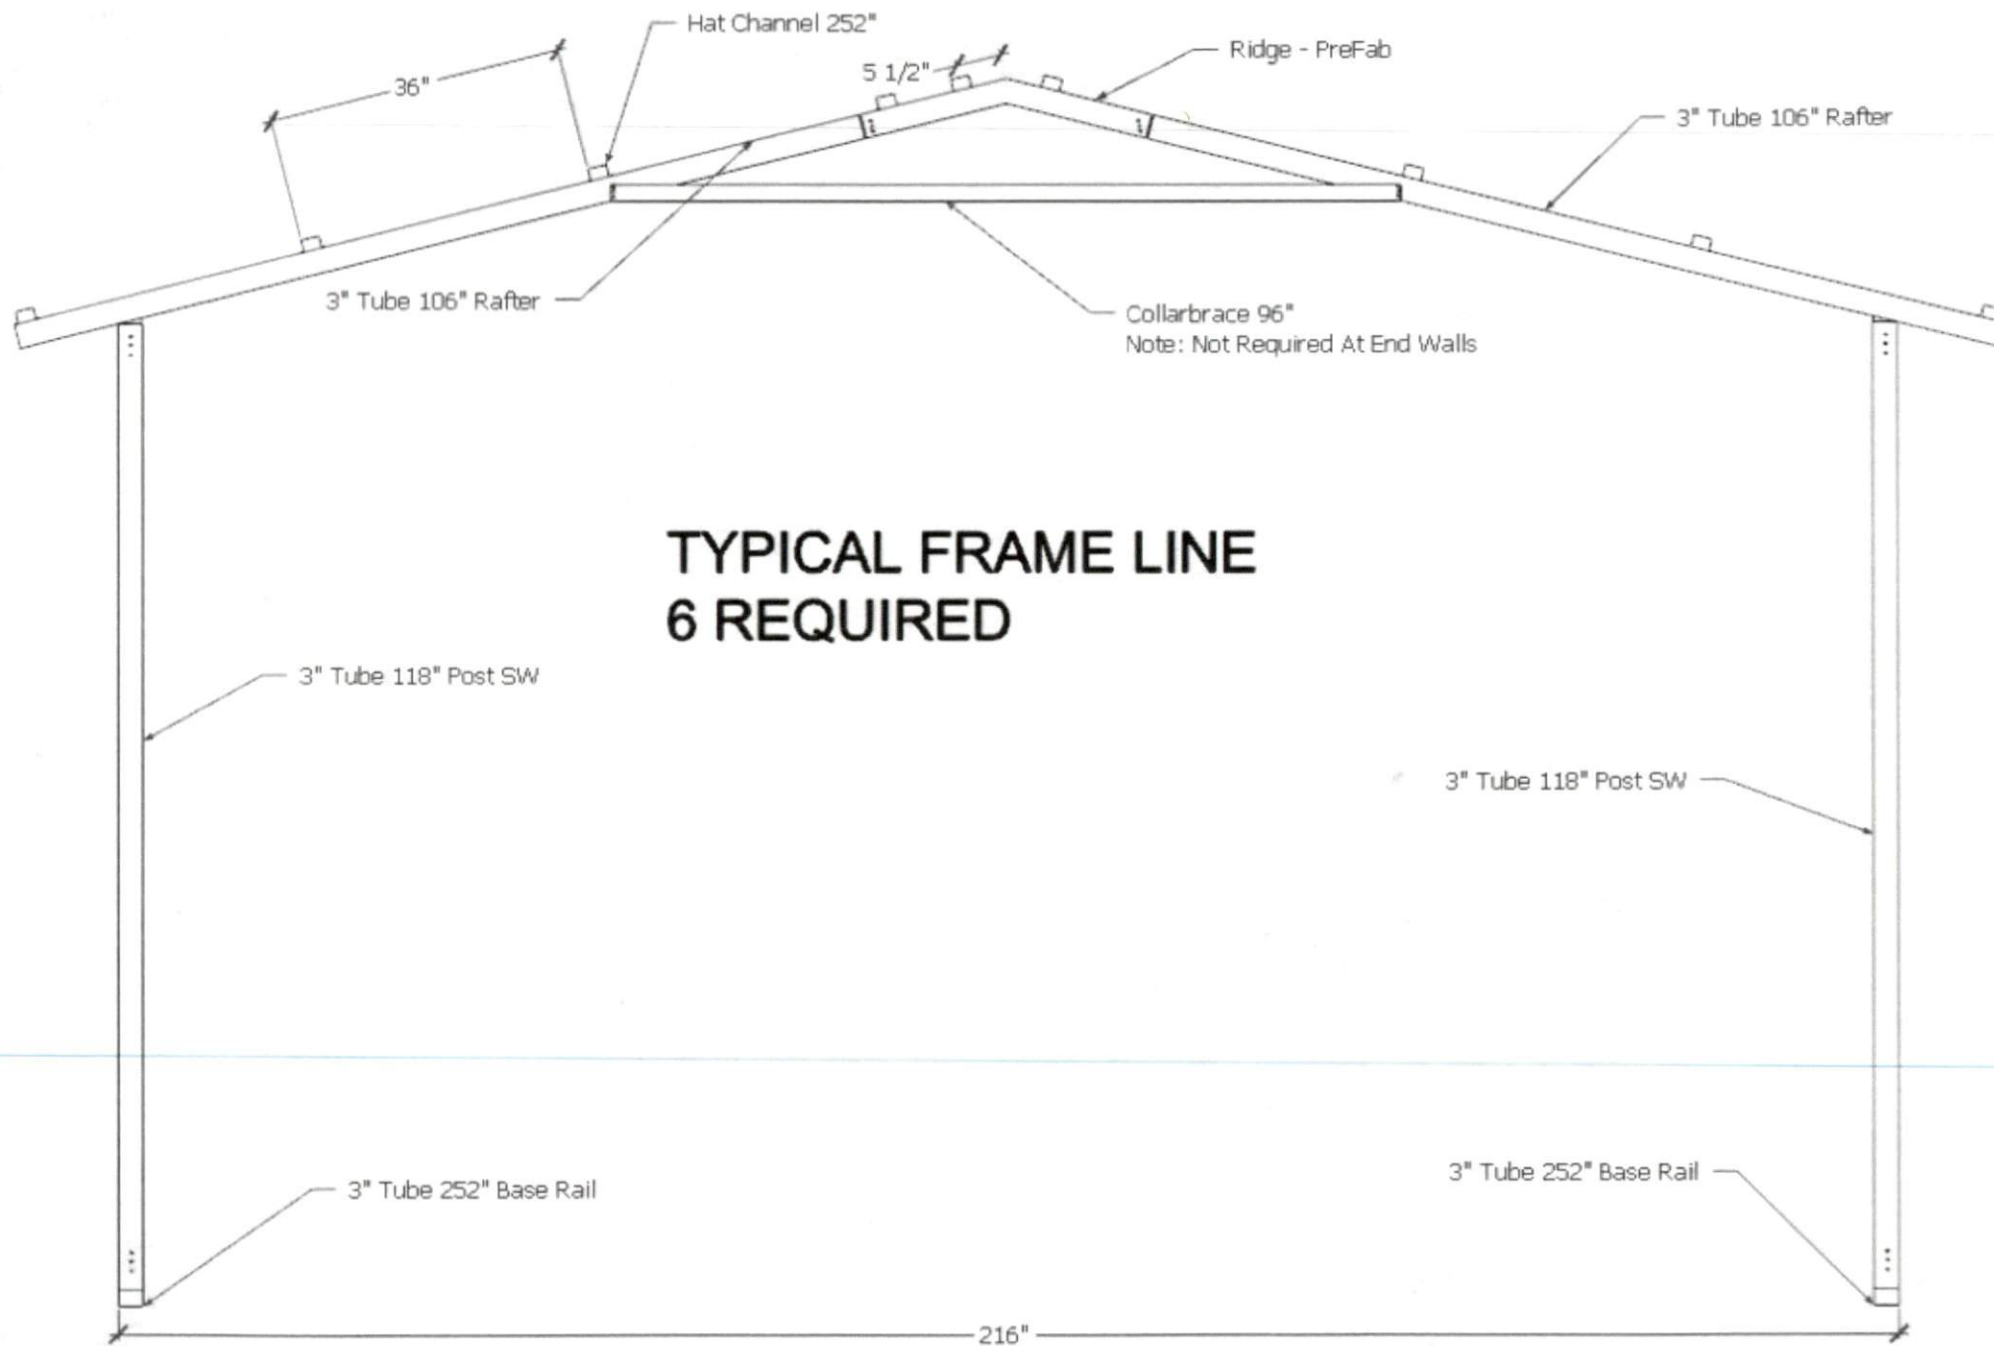 Hat Channel 252"
Ridge - PreFab
5 1/2"
36"
3" Tube 106" Rafter
3" Tube 106" Rafter
Collarbrace 96"
Note: Not Required At End Walls
TYPICAL FRAME LINE
6 REQUIRED
3" Tube 118" Post SW
3" Tube 118" Post SW
3" Tube 252" Base Rail
3" Tube 252" Base Rail
216"